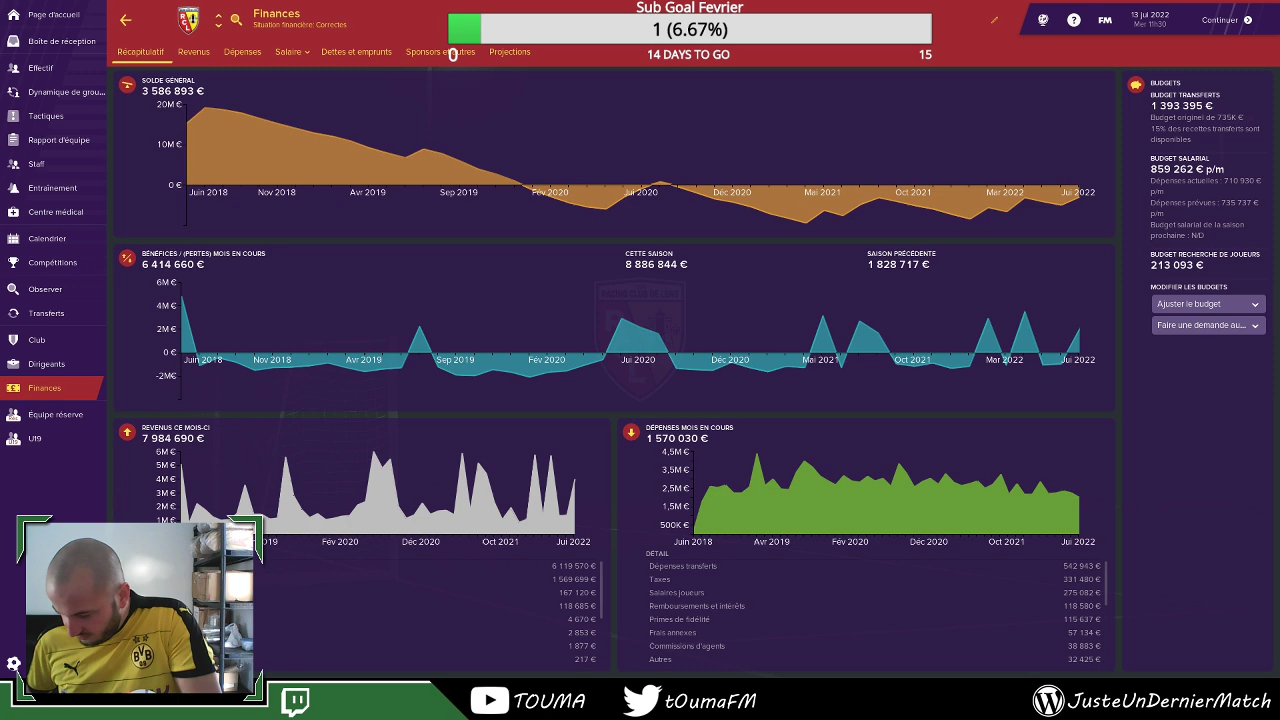 Page d'accueil
Boîte de réception
Effectif
Dynamique de grou...
Tactiques
Rapport d'équipe
Staff
Entraînement
Centre médical
Calendrier
Compétitions
Observer
Transferts
Club
Dirigeants
Finances
Équipe réserve
U19
Finances
Situation financière: Correctes
Sub Goal Fevrier
1 (6.67%)
0
14 DAYS TO GO
15
FM
13 jul 2022
Mer 11h30
Continuer
Récapitulatif
Revenus
Dépenses
Salaire
Dettes et emprunts
Sponsors et autres
Projections
SOLDE GÉNÉRAL
3 586 893 €
20M €
10M €
0 €
Juin 2018
Nov 2018
Avr 2019
Sep 2019
Fév 2020
Jul 2020
Déc 2020
Mai 2021
Oct 2021
Mar 2022
Jui 2022
BÉNÉFICES / (PERTES) MOIS EN COURS
6 414 660 €
CETTE SAISON
8 886 844 €
SAISON PRÉCÉDENTE
1 828 717 €
6M €
4M €
2M €
0 €
-2M€
Juin 2018
Nov 2018
Avr 2019
Sep 2019
Fév 2020
Jul 2020
Déc 2020
Mai 2021
Oct 2021
Mar 2022
Jui 2022
REVENUS CE MOIS-CI
7 984 690 €
6M €
5M €
4M €
3M €
2M €
1M €
2019
Fév 2020
Déc 2020
Oct 2021
Jui 2022
6 119 570 €
1 569 699 €
167 120 €
118 685 €
4 670 €
2 853 €
1 877 €
217 €
DÉPENSES MOIS EN COURS
1 570 030 €
4,5M €
3,5M €
2,5M €
1,5M €
500K €
Juin 2018
Avr 2019
Fév 2020
Déc 2020
Oct 2021
Jui 2022
DÉTAIL
Dépenses transferts 542 943 €
Taxes 331 480 €
Salaires joueurs 275 082 €
Remboursements et intérêts 118 580 €
Primes de fidélité 115 637 €
Frais annexes 57 134 €
Commissions d'agents 38 883 €
Autres 32 425 €
BUDGETS
BUDGET TRANSFERTS
1 393 395 €
Budget originel de 735K €
15% des recettes transferts sont
disponibles
BUDGET SALARIAL
859 262 € p/m
Dépenses actuelles : 710 930 €
p/m
Dépenses prévues : 735 737 €
p/m
Budget salarial de la saison
prochaine : N/D
BUDGET RECHERCHE DE JOUEURS
213 093 €
MODIFIER LES BUDGETS
Ajuster le budget
Faire une demande au...
BVB
09
TOUMA
tOumaFM
JusteUnDernierMatch